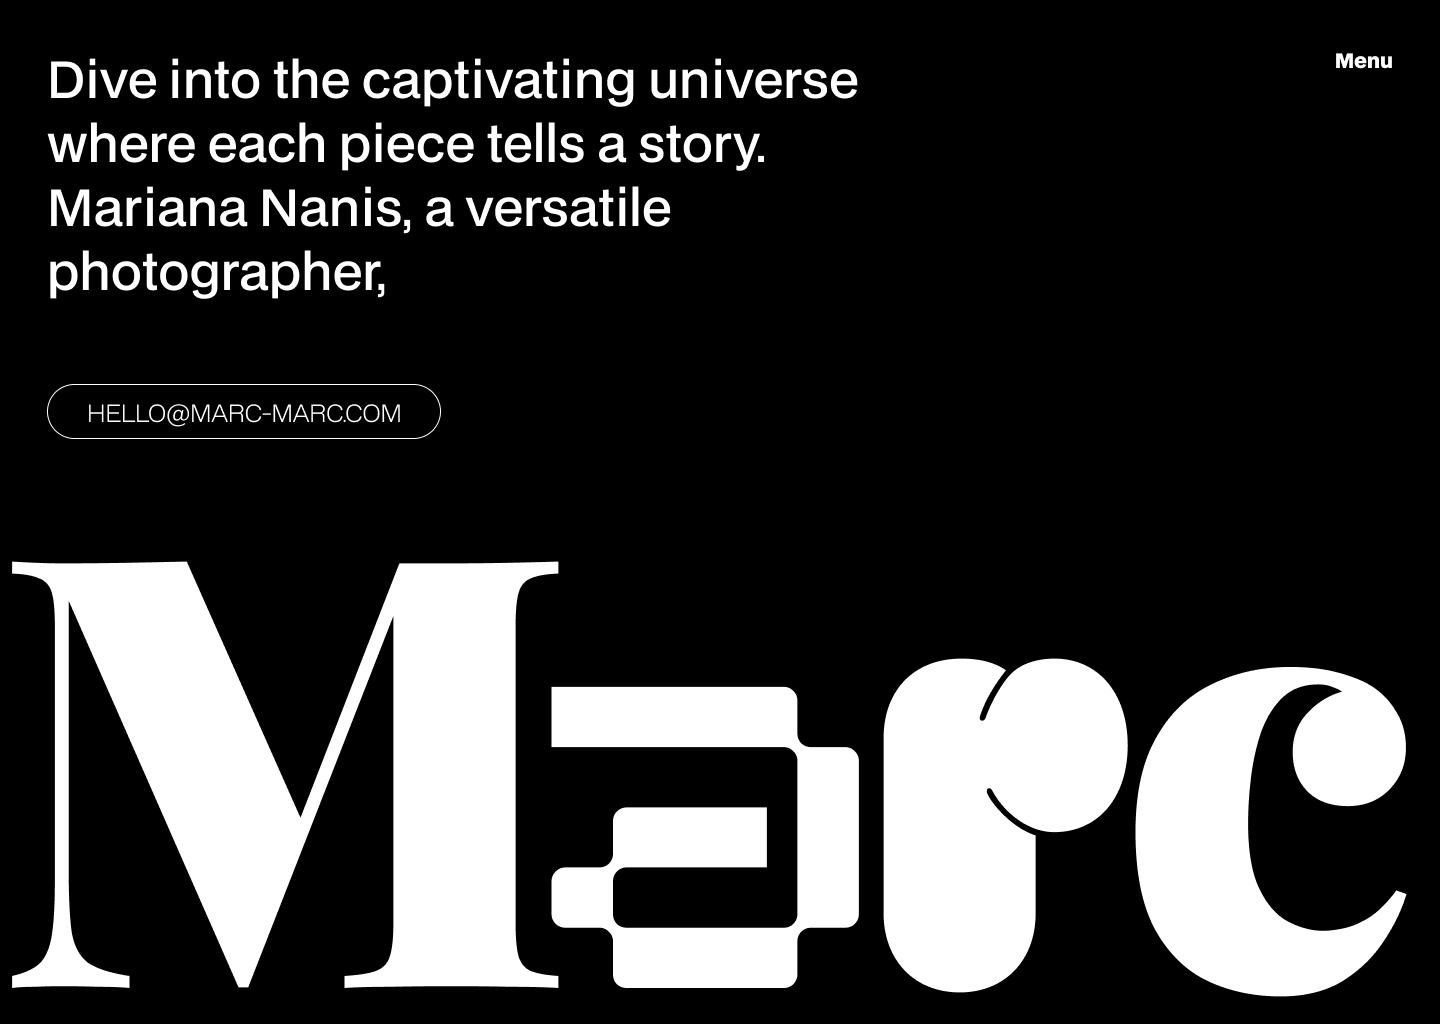 Dive into the captivating universe
Menu
where each piece tells a story.
Mariana Nanis, a versatile
photographer,
HELLO@MARC-MARC.COM
Marc